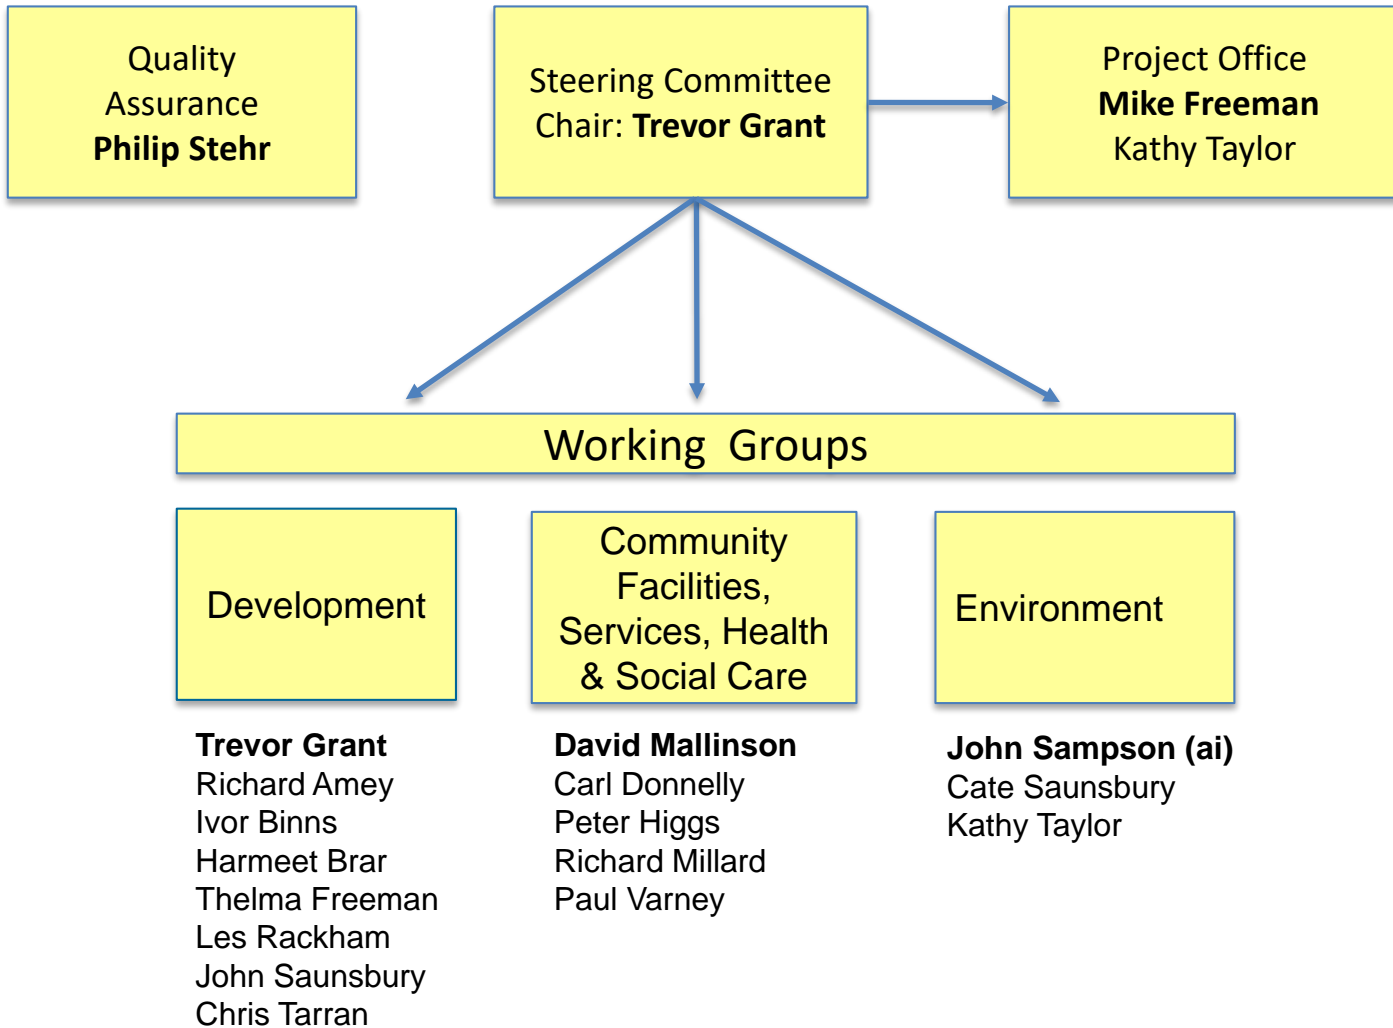 Quality
Assurance
Philip Stehr
Steering Committee
Chair: Trevor Grant
Project Office
Mike Freeman
Kathy Taylor
Working Groups
Development
Community
Facilities,
Services, Health
& Social Care
Environment
Trevor Grant
Richard Amey
Ivor Binns
Harmeet Brar
Thelma Freeman
Les Rackham
John Saunsbury
Chris Tarran
David Mallinson
Carl Donnelly
Peter Higgs
Richard Millard
Paul Varney
John Sampson (ai)
Cate Saunsbury
Kathy Taylor